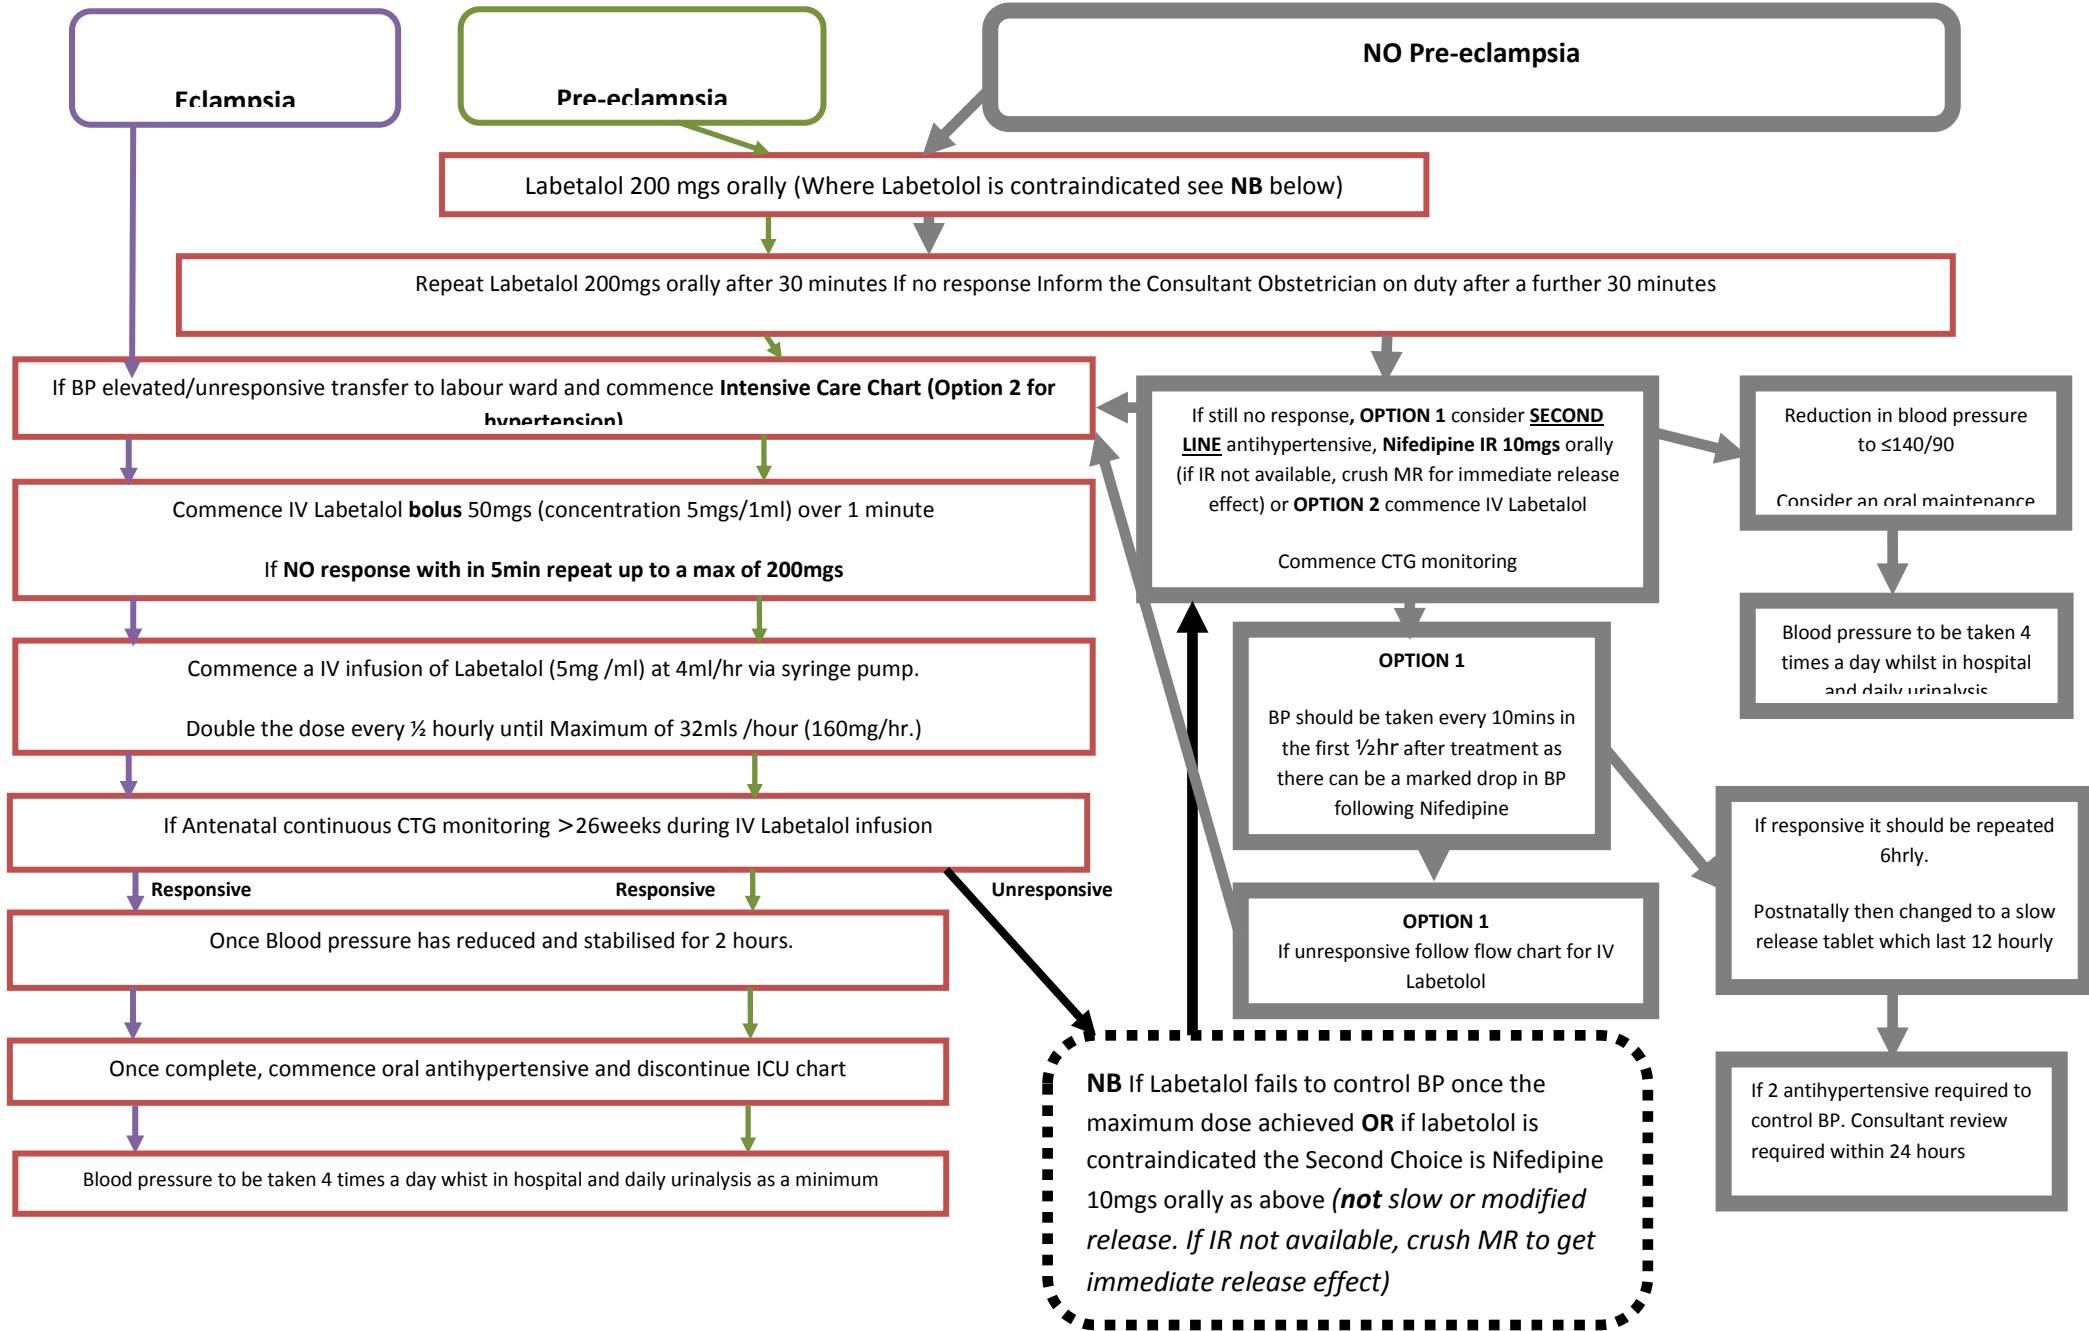 Eclampsia
Pre-eclampsia
NO Pre-eclampsia
Labetalol 200 mgs orally (Where Labetolol is contraindicated see NB below)
Repeat Labetalol 200mgs orally after 30 minutes If no response Inform the Consultant Obstetrician on duty after a further 30 minutes
If BP elevated/unresponsive transfer to labour ward and commence Intensive Care Chart (Option 2 for
hypertension)
Commence IV Labetalol bolus 50mgs (concentration 5mgs/1ml) over 1 minute
If NO response with in 5min repeat up to a max of 200mgs
Commence a IV infusion of Labetalol (5mg /ml) at 4ml/hr via syringe pump.
Double the dose every ½ hourly until Maximum of 32mls /hour (160mg/hr.)
If Antenatal continuous CTG monitoring >26weeks during IV Labetalol infusion
Responsive
Responsive
Unresponsive
Once Blood pressure has reduced and stabilised for 2 hours.
Once complete, commence oral antihypertensive and discontinue ICU chart
Blood pressure to be taken 4 times a day whist in hospital and daily urinalysis as a minimum
If still no response, OPTION 1 consider SECOND
LINE antihypertensive, Nifedipine IR 10mgs orally
(if IR not available, crush MR for immediate release
effect) or OPTION 2 commence IV Labetalol
Commence CTG monitoring
OPTION 1
BP should be taken every 10mins in
the first ½hr after treatment as
there can be a marked drop in BP
following Nifedipine
OPTION 1
If unresponsive follow flow chart for IV
Labetolol
NB If Labetalol fails to control BP once the
maximum dose achieved OR if labetolol is
contraindicated the Second Choice is Nifedipine
10mgs orally as above (not slow or modified
release. If IR not available, crush MR to get
immediate release effect)
Reduction in blood pressure
to ≤140/90
Consider an oral maintenance
Blood pressure to be taken 4
times a day whilst in hospital
and daily urinalysis
If responsive it should be repeated
6hrly.
Postnatally then changed to a slow
release tablet which last 12 hourly
If 2 antihypertensive required to
control BP. Consultant review
required within 24 hours